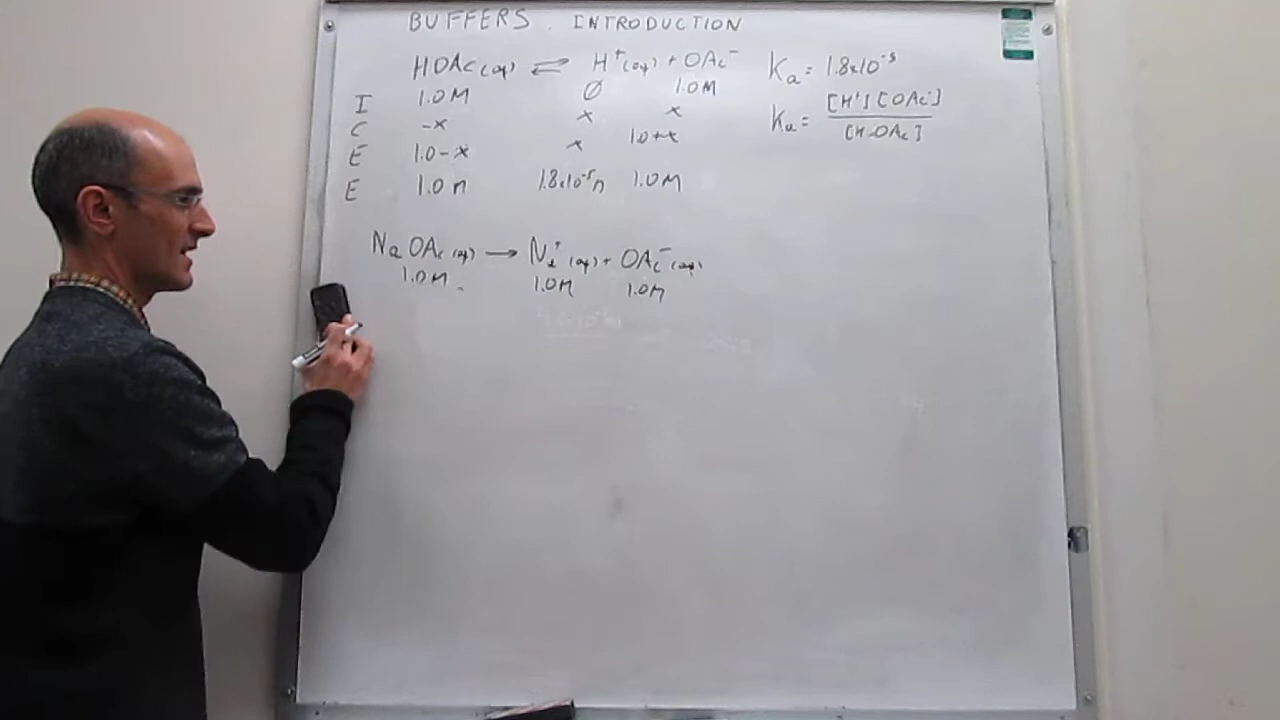 BUFFERS. INTRODUCTION
HOAc(aq) ⇌ H⁺(aq) + OAc⁻ Ka = 1.8x10⁻⁵
I 1.0M Ø 1.0M Ka = [H⁺][OAc⁻] / [HOAc]
C -x x x
E 1.0-x x 1.0+x
E 1.0M 1.8x10⁻⁵M 1.0M
NaOAc(aq) → Na⁺(aq) + OAc⁻(aq)
1.0M 1.0M 1.0M